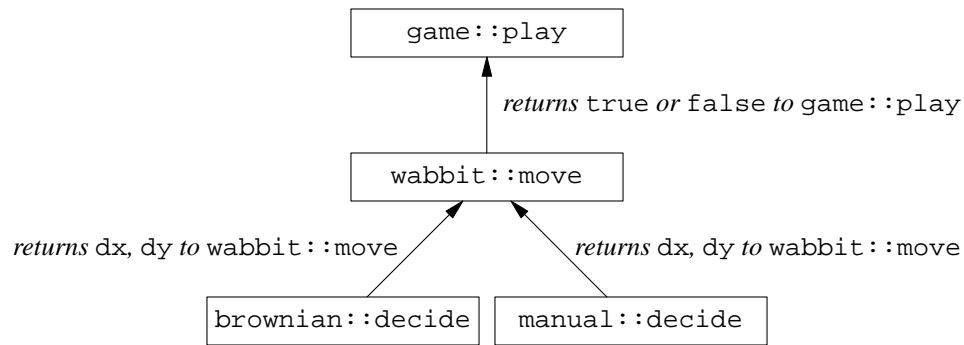 game::play
returns true or false to game::play
wabbit::move
returns dx, dy to wabbit::move
returns dx, dy to wabbit::move
brownian::decide
manual::decide